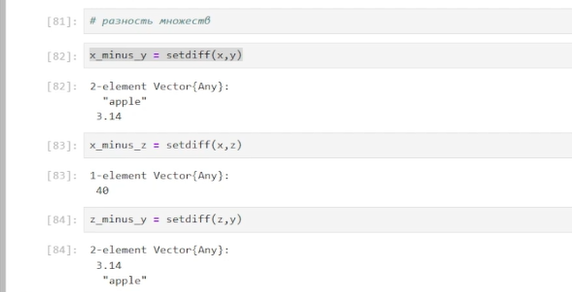 [81]: # разность множеств
[82]: x_minus_y = setdiff(x,y)
[82]: 2-element Vector{Any}:
"apple"
3.14
[83]: x_minus_z = setdiff(x,z)
[83]: 1-element Vector{Any}:
40
[84]: z_minus_y = setdiff(z,y)
[84]: 2-element Vector{Any}:
3.14
"apple"